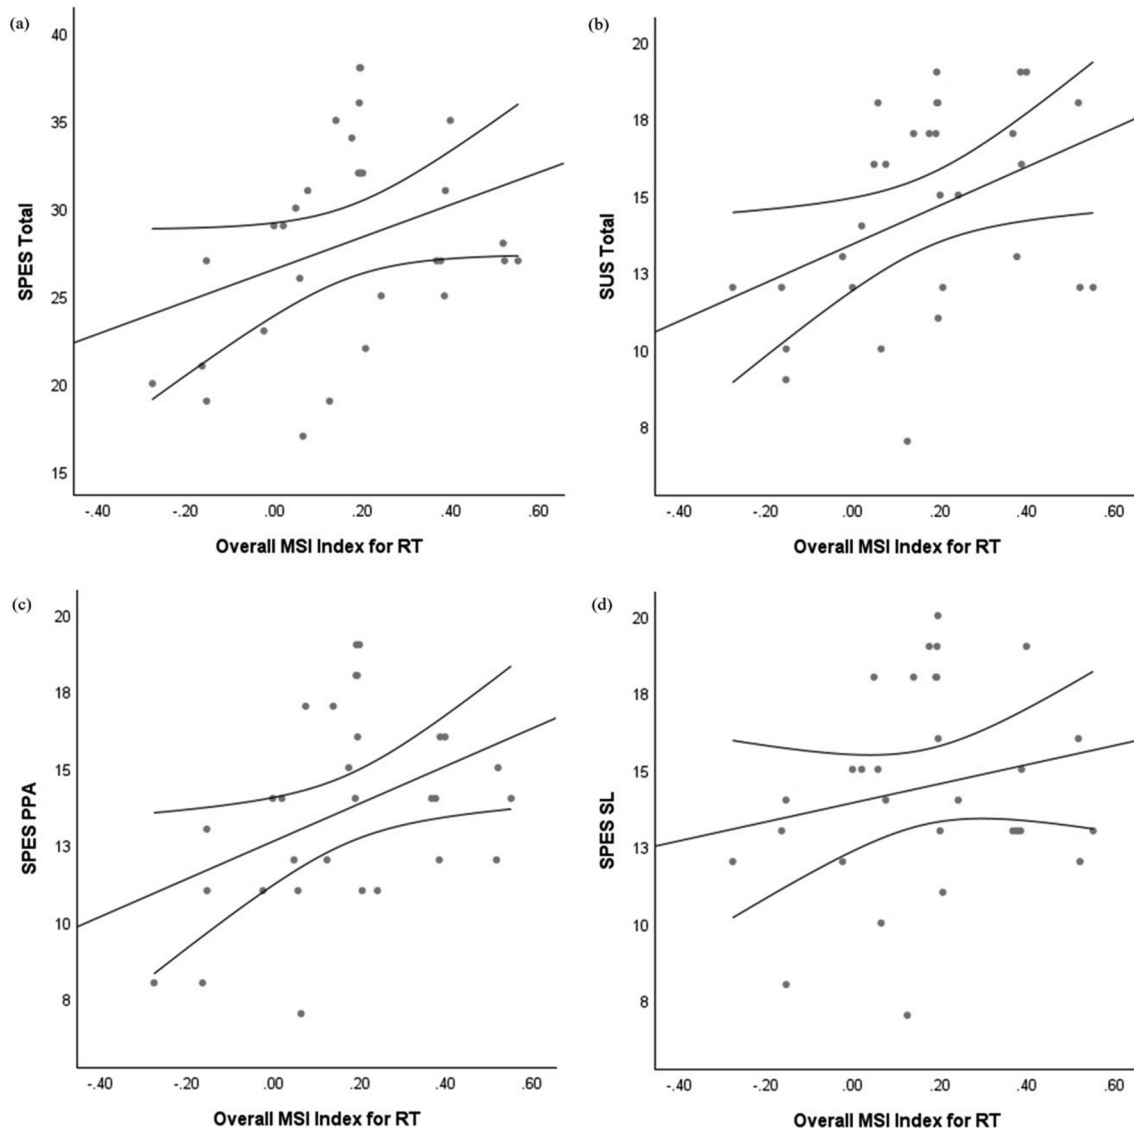 (a)
40
35
30
25
20
15
SPES Total
-.40 -.20 .00 .20 .40 .60
Overall MSI Index for RT
(b)
20
18
15
13
10
8
SUS Total
-.40 -.20 .00 .20 .40 .60
Overall MSI Index for RT
(c)
20
18
15
13
10
8
SPES PPA
-.40 -.20 .00 .20 .40 .60
Overall MSI Index for RT
(d)
20
18
15
13
10
8
SPES SL
-.40 -.20 .00 .20 .40 .60
Overall MSI Index for RT